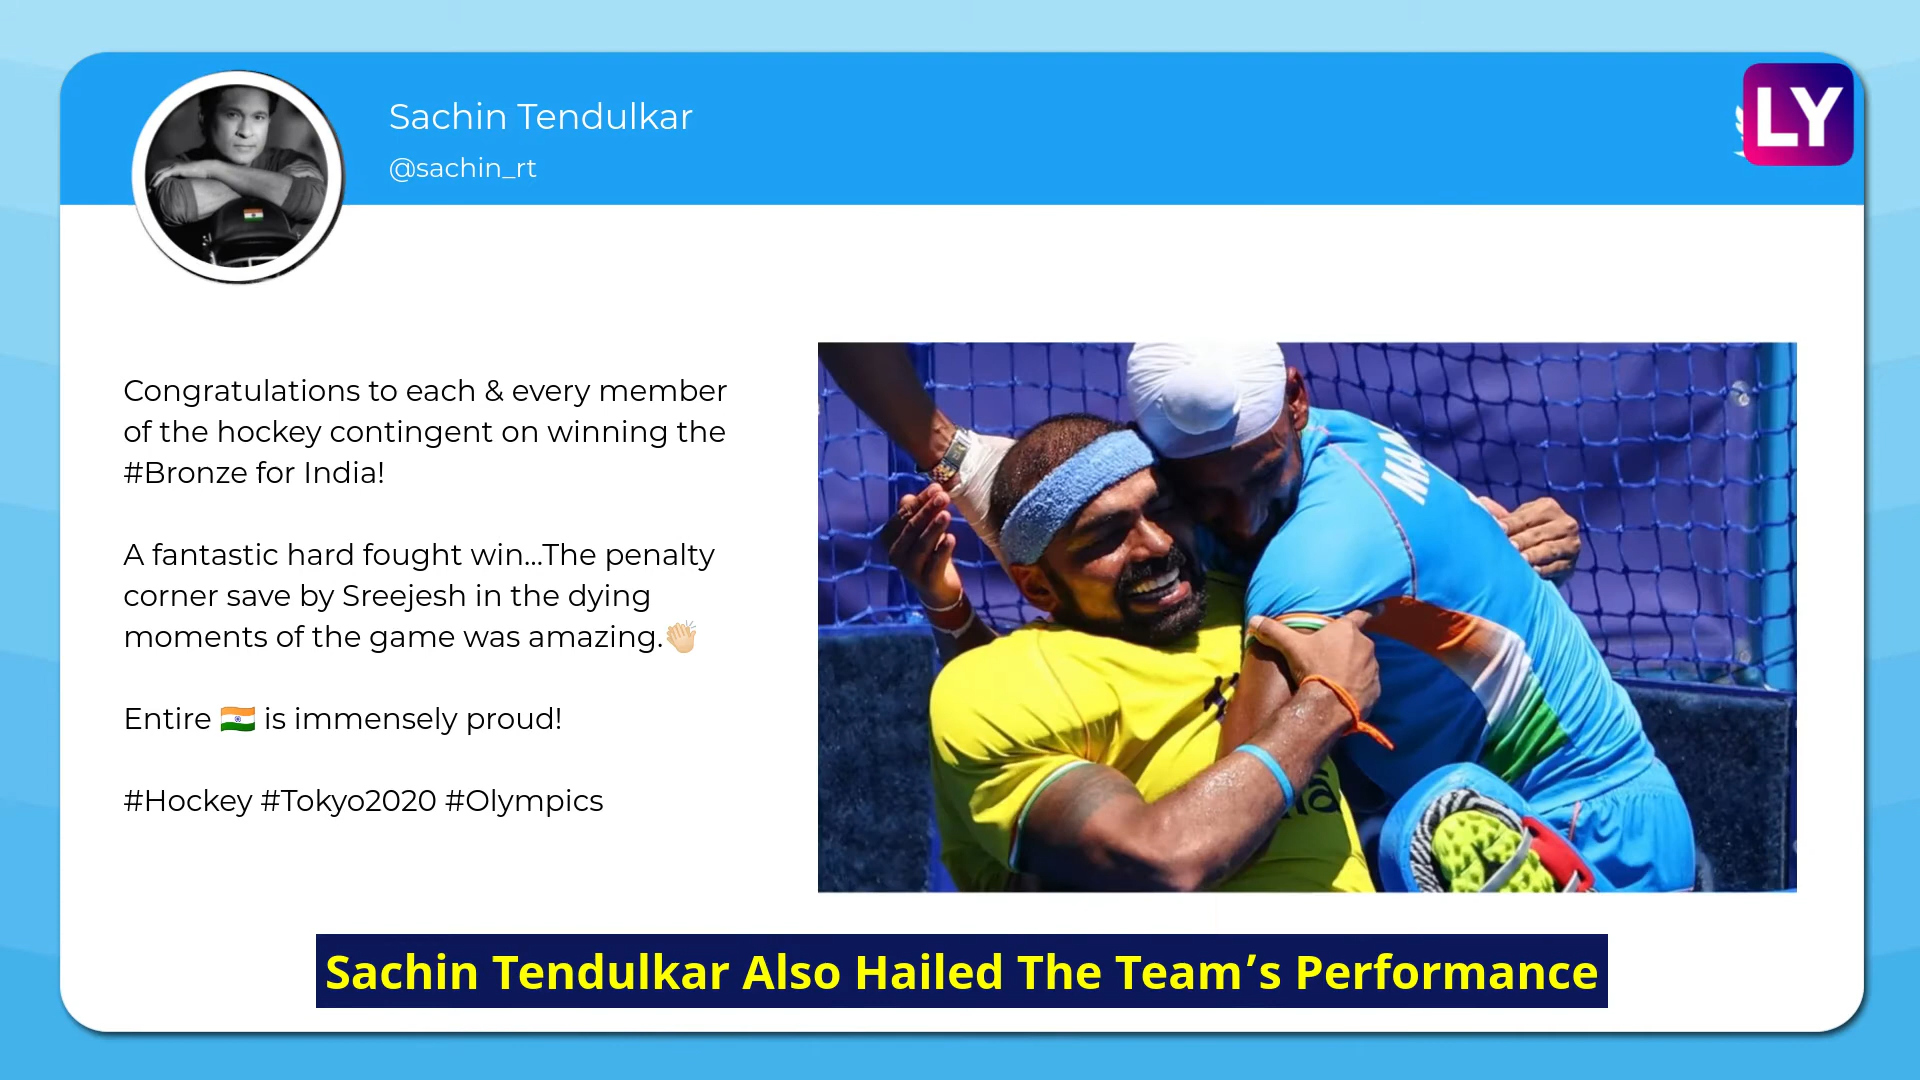 Sachin Tendulkar
@sachin_rt
LY
Congratulations to each & every member
of the hockey contingent on winning the
#Bronze for India!
A fantastic hard fought win...The penalty
corner save by Sreejesh in the dying
moments of the game was amazing.👏🏻
Entire 🇮🇳 is immensely proud!
#Hockey #Tokyo2020 #Olympics
Sachin Tendulkar Also Hailed The Team’s Performance